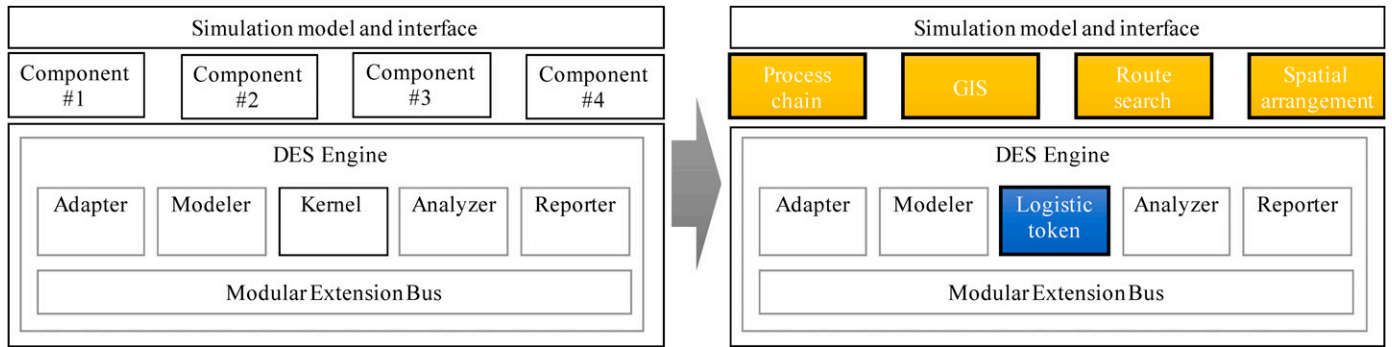 Simulation model and interface
Component
#1
Component
#2
Component
#3
Component
#4
DES Engine
Adapter
Modeler
Kernel
Analyzer
Reporter
Modular Extension Bus
Simulation model and interface
Process
chain
GIS
Route
search
Spatial
arrangement
DES Engine
Adapter
Modeler
Logistic
token
Analyzer
Reporter
Modular Extension Bus